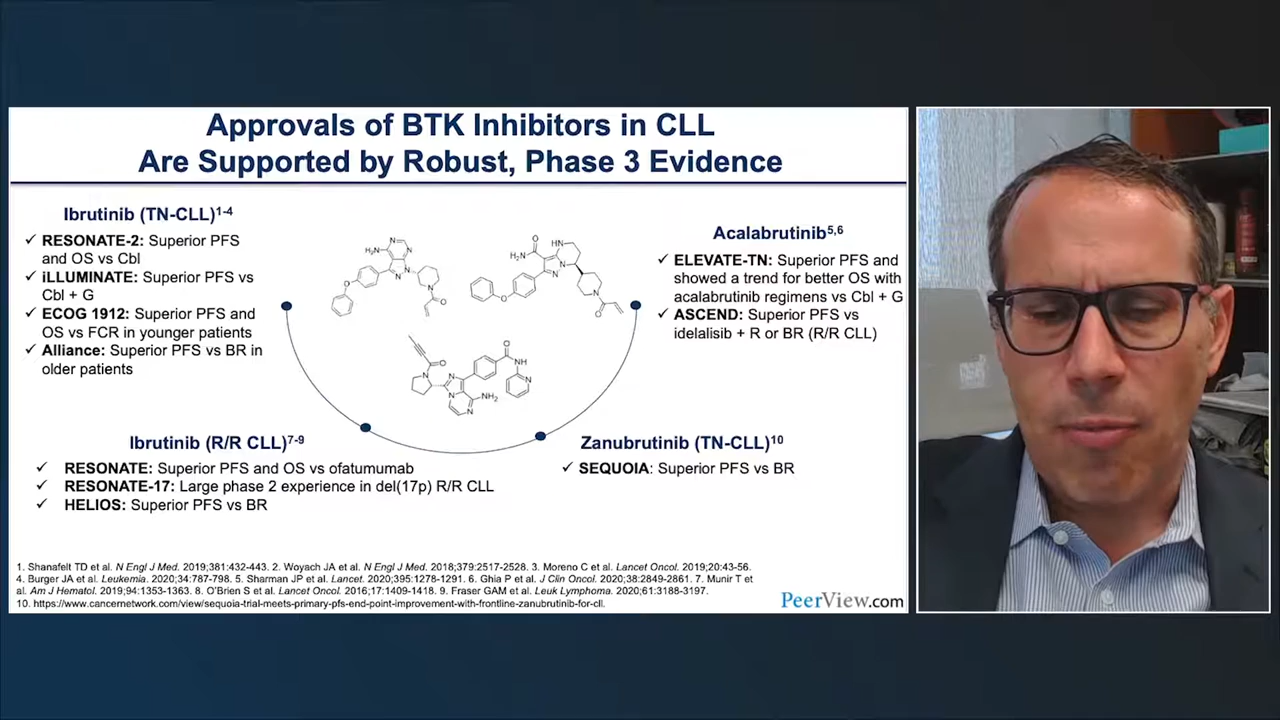 Approvals of BTK Inhibitors in CLL
Are Supported by Robust, Phase 3 Evidence
Ibrutinib (TN-CLL)1-4
✓ RESONATE-2: Superior PFS
and OS vs Cbl
✓ iLLUMINATE: Superior PFS vs
Cbl + G
✓ ECOG 1912: Superior PFS and
OS vs FCR in younger patients
✓ Alliance: Superior PFS vs BR in
older patients
Acalabrutinib5,6
✓ ELEVATE-TN: Superior PFS and
showed a trend for better OS with
acalabrutinib regimens vs Cbl + G
✓ ASCEND: Superior PFS vs
idelalisib + R or BR (R/R CLL)
H2N
N
N
N
N
N
O
N
O
O
H2N
HN
N
N
O
N
O
N
O
N
N
N
NH2
O
NH
N
Ibrutinib (R/R CLL)7-9
✓ RESONATE: Superior PFS and OS vs ofatumumab
✓ RESONATE-17: Large phase 2 experience in del(17p) R/R CLL
✓ HELIOS: Superior PFS vs BR
Zanubrutinib (TN-CLL)10
✓ SEQUOIA: Superior PFS vs BR
1. Shanafelt TD et al. N Engl J Med. 2019;381:432-443. 2. Woyach JA et al. N Engl J Med. 2018;379:2517-2528. 3. Moreno C et al. Lancet Oncol. 2019;20:43-56.
4. Burger JA et al. Leukemia. 2020;34:787-798. 5. Sharman JP et al. Lancet. 2020;395:1278-1291. 6. Ghia P et al. J Clin Oncol. 2020;38:2849-2861. 7. Munir T et
al. Am J Hematol. 2019;94:1353-1363. 8. O'Brien S et al. Lancet Oncol. 2016;17:1409-1418. 9. Fraser GAM et al. Leuk Lymphoma. 2020;61:3188-3197.
10. https://www.cancernetwork.com/view/sequoia-trial-meets-primary-pfs-end-point-improvement-with-frontline-zanubrutinib-for-cll.
PeerView.com